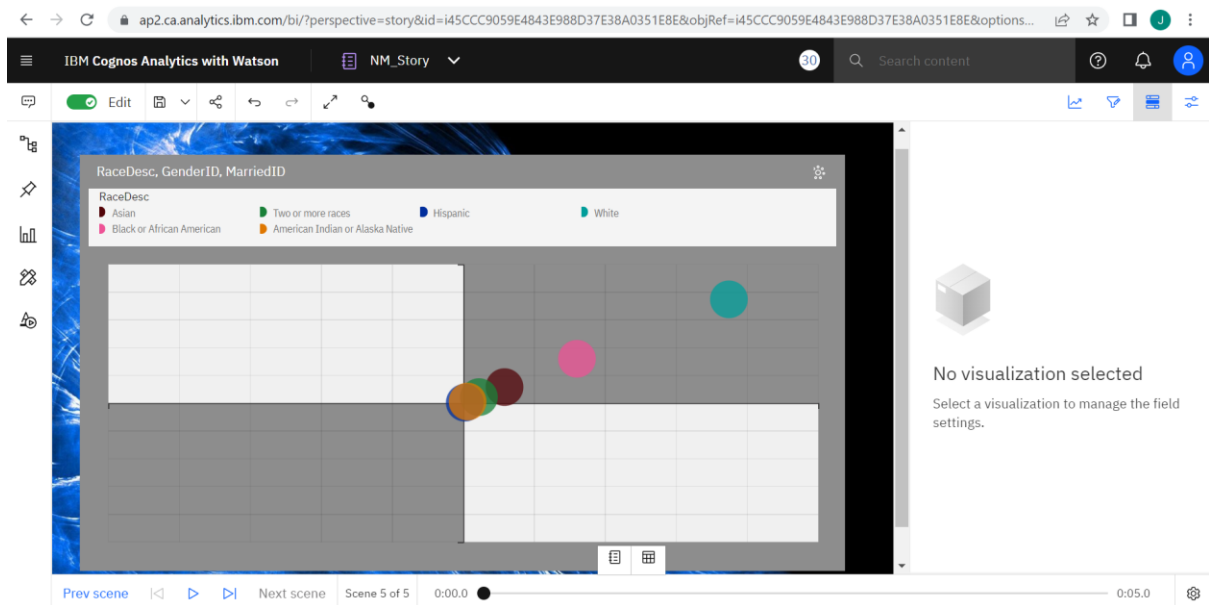 ap2.ca.analytics.ibm.com/bi/?perspective=story&id=i45CCC9059E4843E988D37E38A0351E8E&objRef=i45CCC9059E4843E988D37E38A0351E8E&options...
J
IBM Cognos Analytics with Watson
NM_Story
30
Search content
Edit
RaceDesc, GenderID, MarriedID
RaceDesc
Asian
Two or more races
Hispanic
White
Black or African American
American Indian or Alaska Native
No visualization selected
Select a visualization to manage the field
settings.
Prev scene
Next scene
Scene 5 of 5
0:00.0
0:05.0